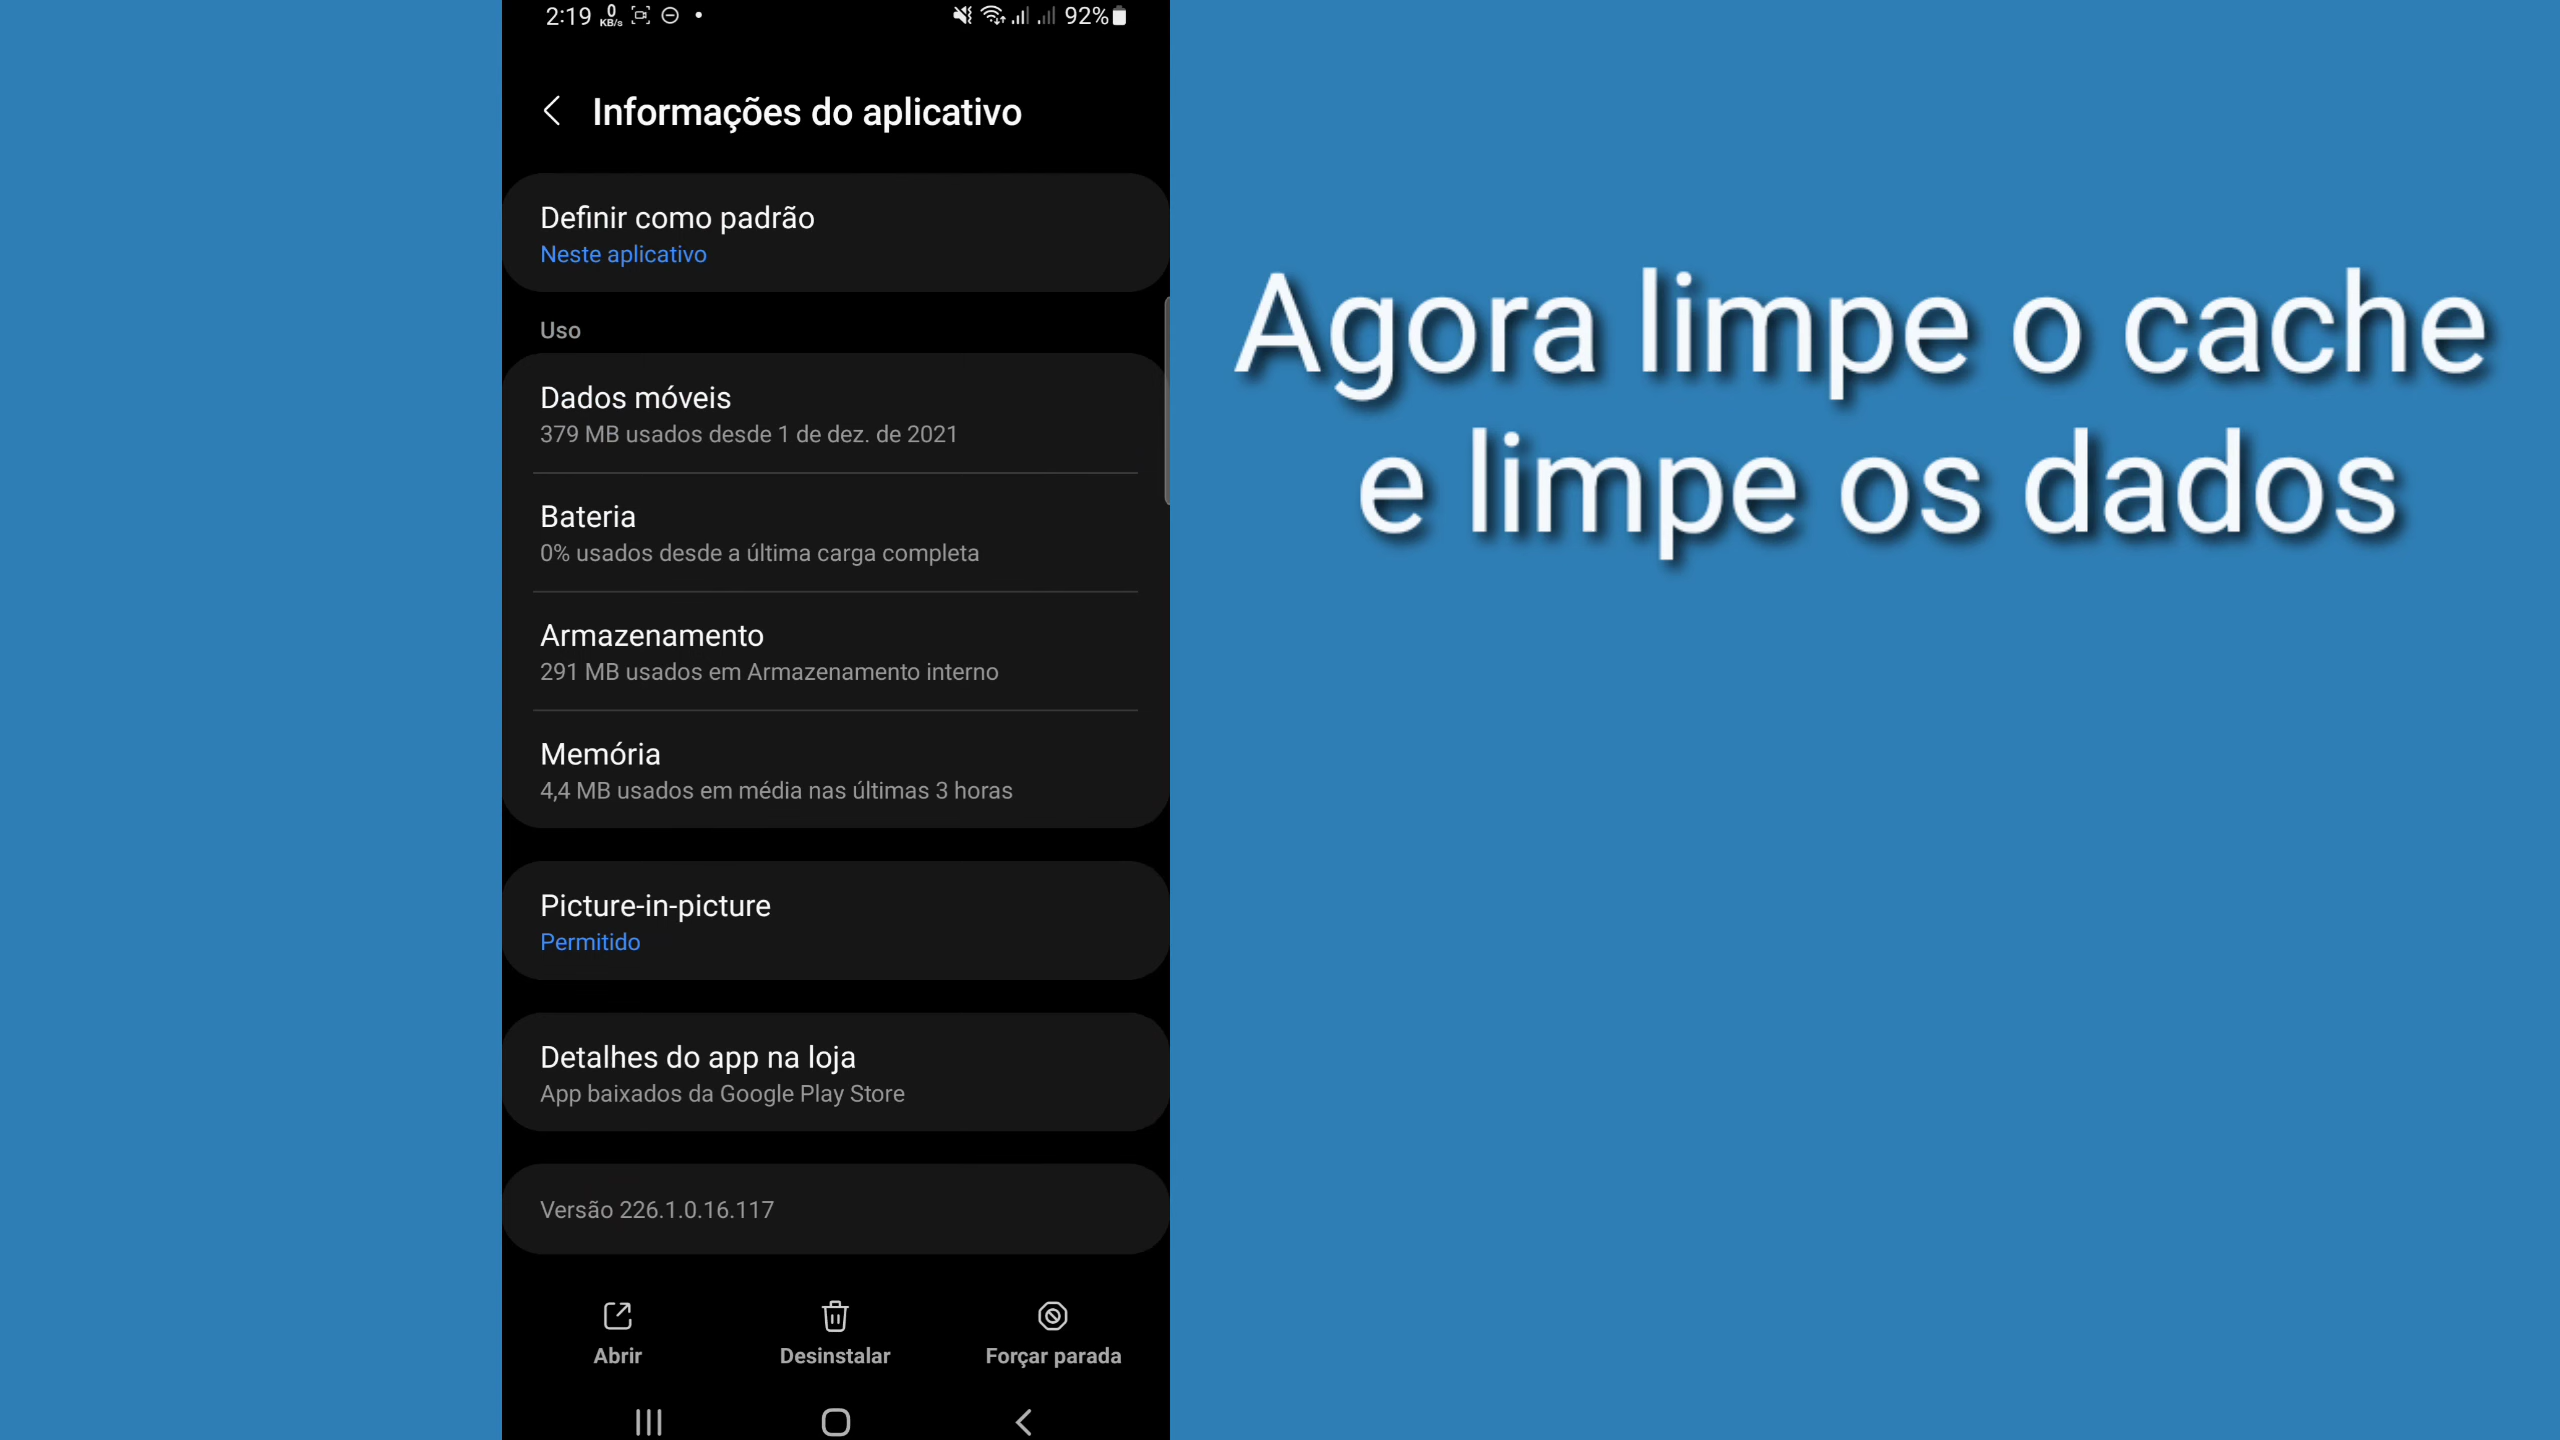 2:19 0 KB/s 92%
Informações do aplicativo
Definir como padrão
Neste aplicativo
Uso
Dados móveis
379 MB usados desde 1 de dez. de 2021
Bateria
0% usados desde a última carga completa
Armazenamento
291 MB usados em Armazenamento interno
Memória
4,4 MB usados em média nas últimas 3 horas
Picture-in-picture
Permitido
Detalhes do app na loja
App baixados da Google Play Store
Versão 226.1.0.16.117
Abrir Desinstalar Forçar parada
Agora limpe o cache
e limpe os dados